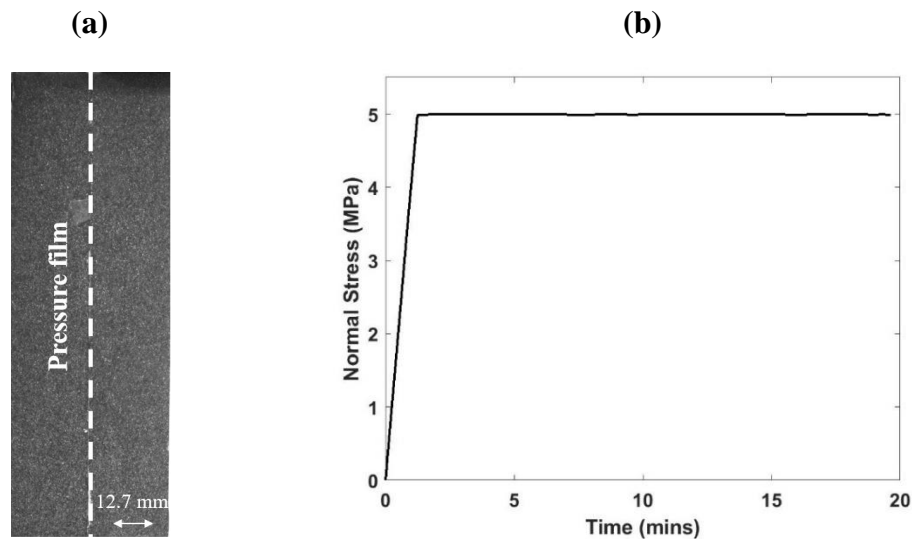 (a)
(b)
Pressure film
12.7 mm
Normal Stress (MPa)
5
4
3
2
1
0
0 5 10 15 20
Time (mins)